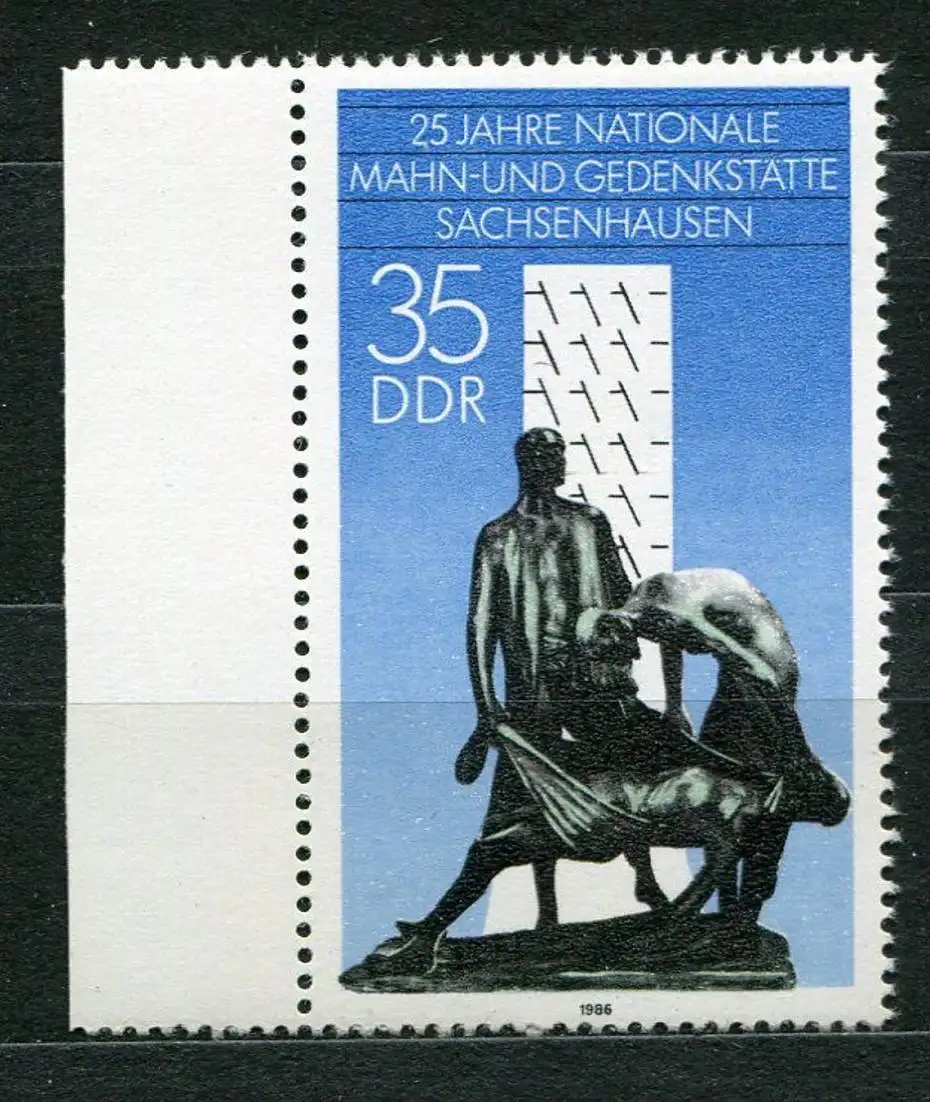 25 JAHRE NATIONALE
MAHN-UND GEDENKSTÄTTE
SACHSENHAUSEN
35
DDR
1986